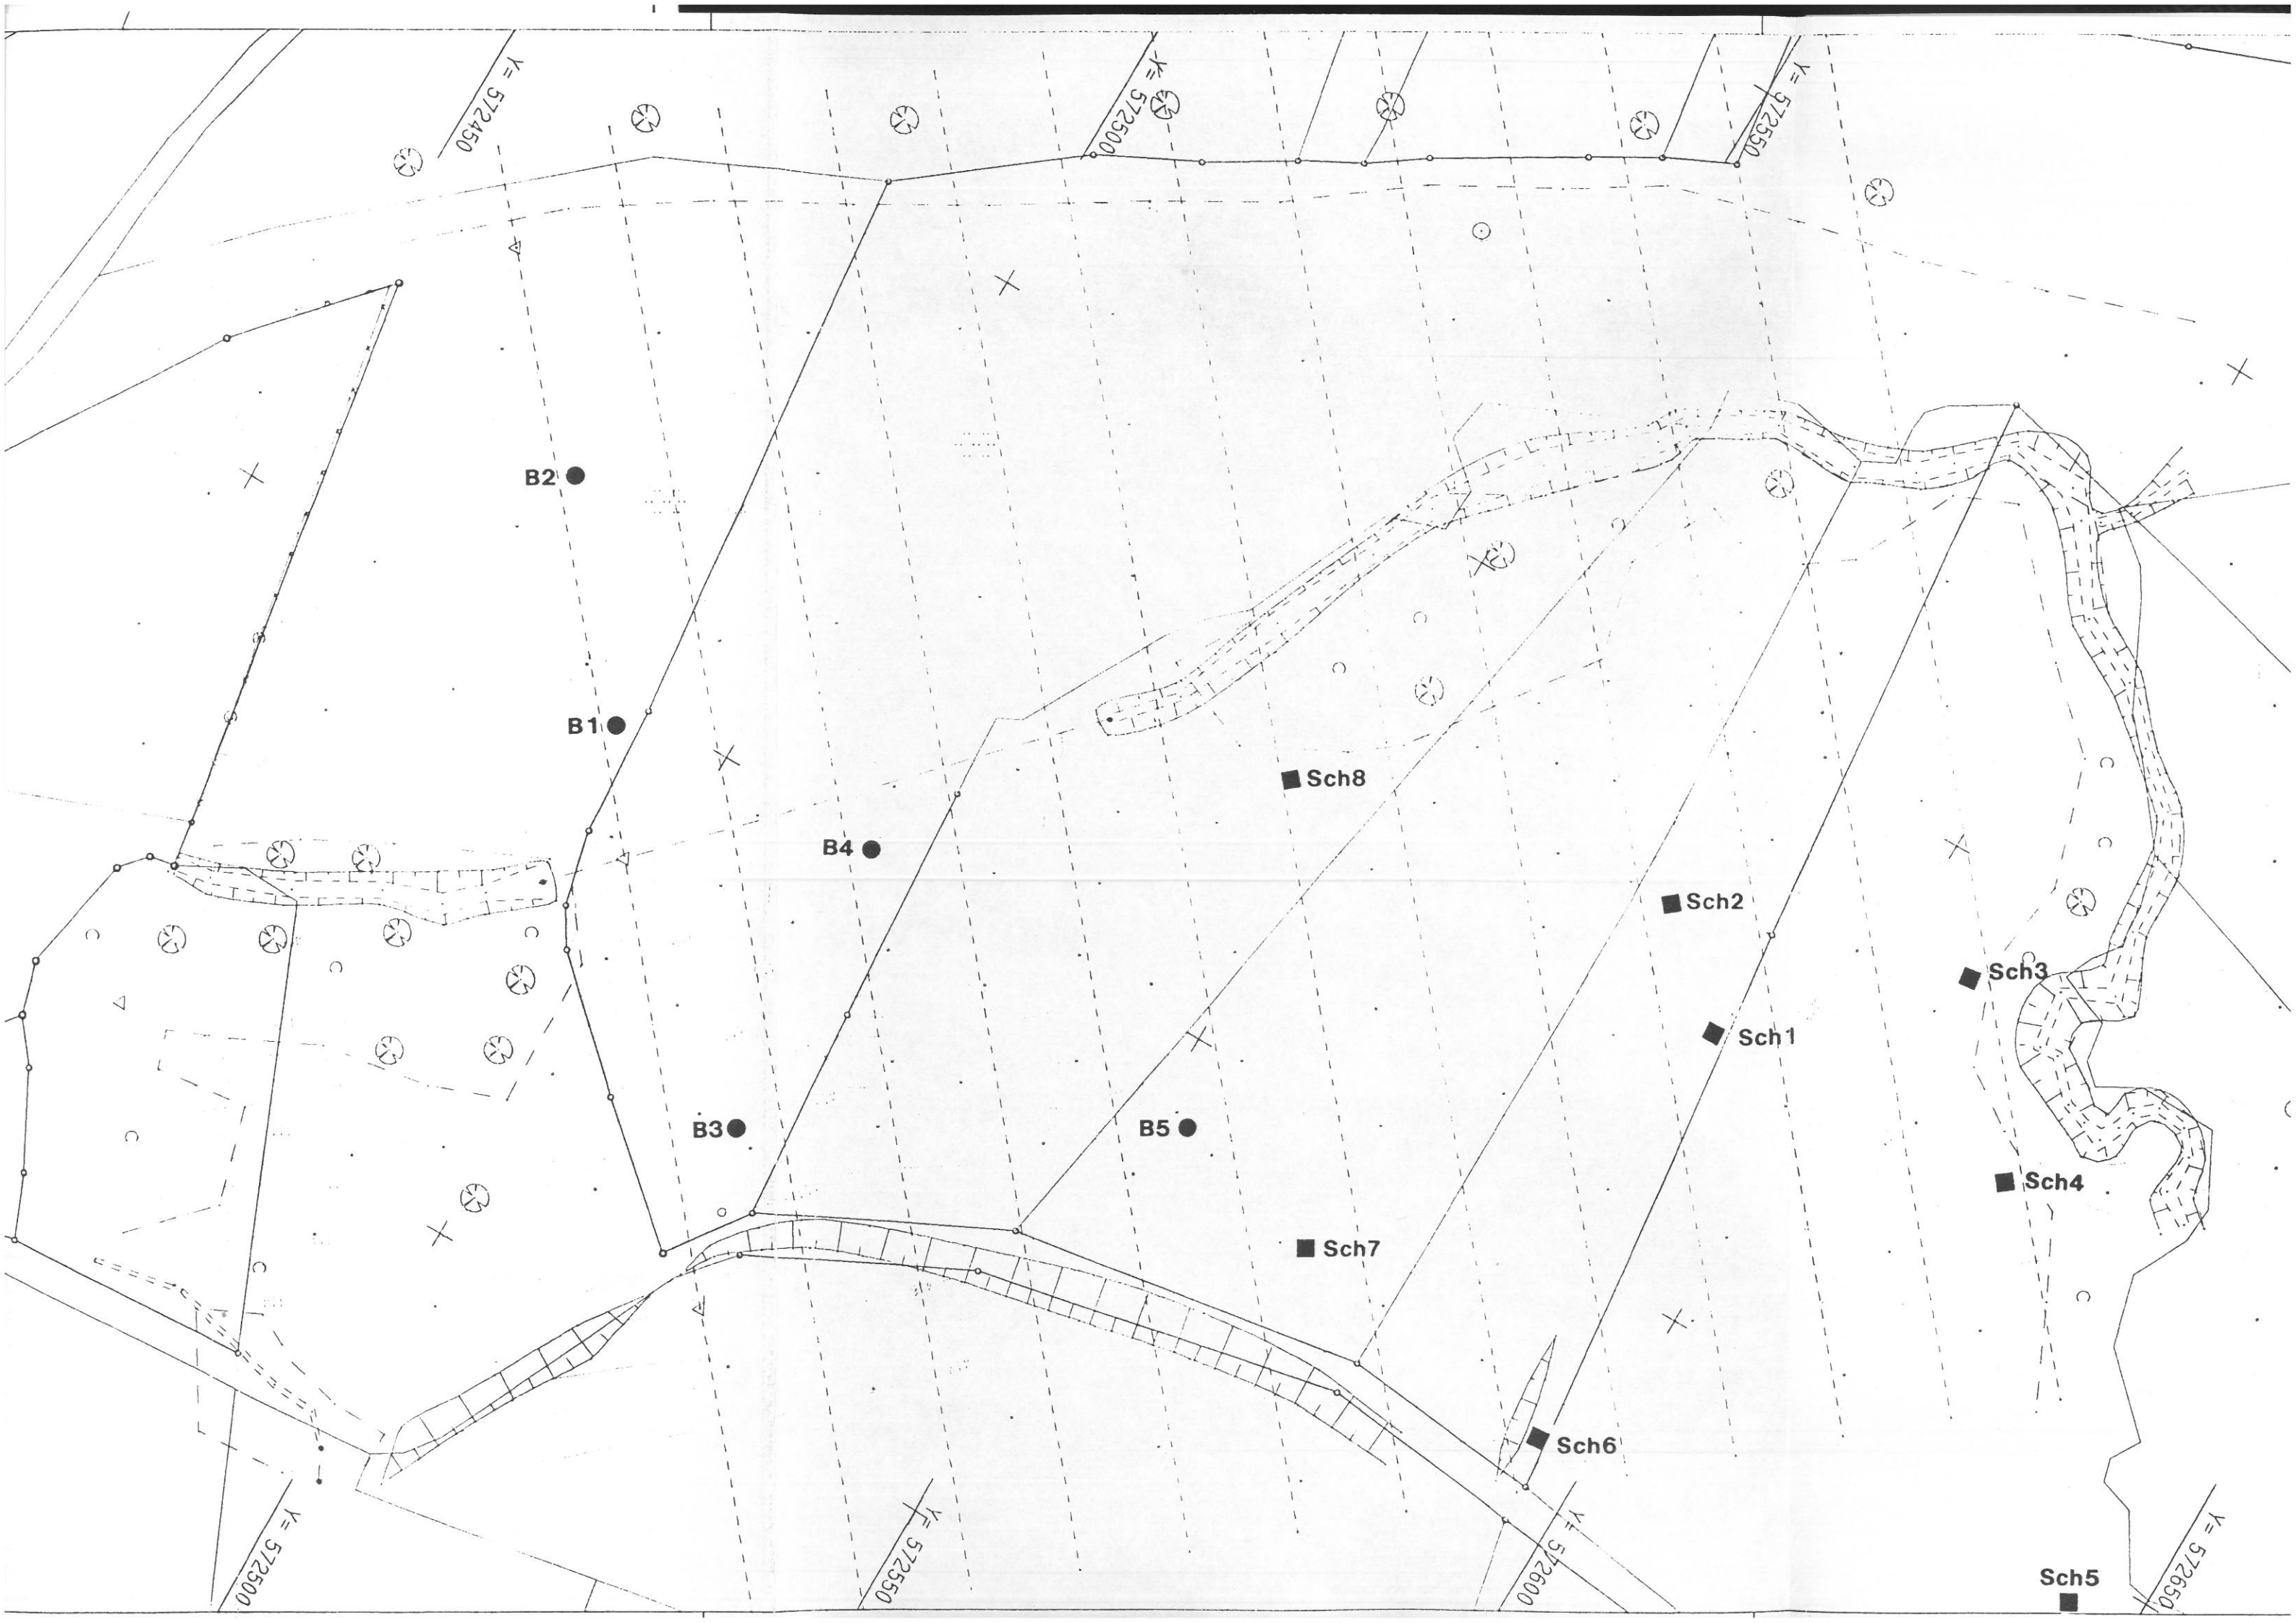 Y= 572450
Y= 572500
Y= 572550
B2
B1
Sch8
B4
Sch2
Sch3
Sch1
B3
B5
Sch4
Sch7
Sch6
Y= 572500
Y= 572550
Y= 572600
Y= 572650
Sch5